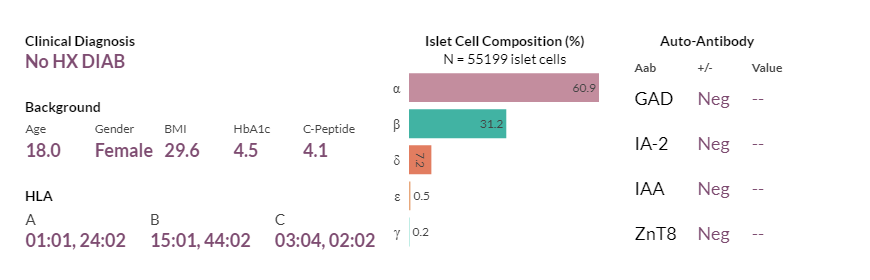 Clinical Diagnosis
No HX DIAB
Background
Age Gender BMI HbA1c C-Peptide
18.0 Female 29.6 4.5 4.1
HLA
A B C
01:01, 24:02 15:01, 44:02 03:04, 02:02
Islet Cell Composition (%)
N = 55199 islet cells
α 60.9
β 31.2
δ 7.2
ε 0.5
γ 0.2
Auto-Antibody
Aab +/- Value
GAD Neg --
IA-2 Neg --
IAA Neg --
ZnT8 Neg --